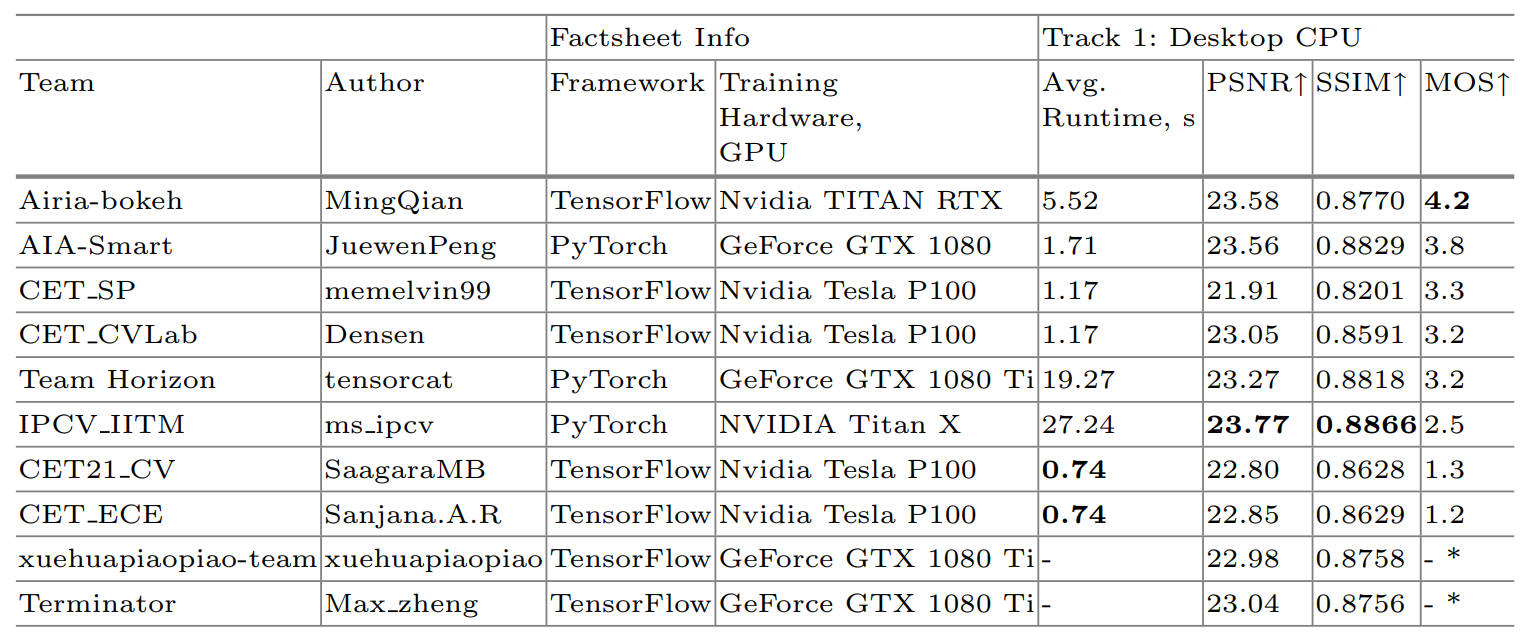 Factsheet Info Track 1: Desktop CPU
Team Author Framework Training Hardware, GPU Avg. Runtime, s PSNR↑ SSIM↑ MOS↑
Airia-bokeh MingQian TensorFlow Nvidia TITAN RTX 5.52 23.58 0.8770 4.2
AIA-Smart JuewenPeng PyTorch GeForce GTX 1080 1.71 23.56 0.8829 3.8
CET_SP memelvin99 TensorFlow Nvidia Tesla P100 1.17 21.91 0.8201 3.3
CET_CVLab Densen TensorFlow Nvidia Tesla P100 1.17 23.05 0.8591 3.2
Team Horizon tensorcat PyTorch GeForce GTX 1080 Ti 19.27 23.27 0.8818 3.2
IPCV_IITM ms_ipcv PyTorch NVIDIA Titan X 27.24 23.77 0.8866 2.5
CET21_CV SaagaraMB TensorFlow Nvidia Tesla P100 0.74 22.80 0.8628 1.3
CET_ECE Sanjana.A.R TensorFlow Nvidia Tesla P100 0.74 22.85 0.8629 1.2
xuehuapiaopiao-team xuehuapiaopiao TensorFlow GeForce GTX 1080 Ti - 22.98 0.8758 - *
Terminator Max_zheng TensorFlow GeForce GTX 1080 Ti - 23.04 0.8756 - *